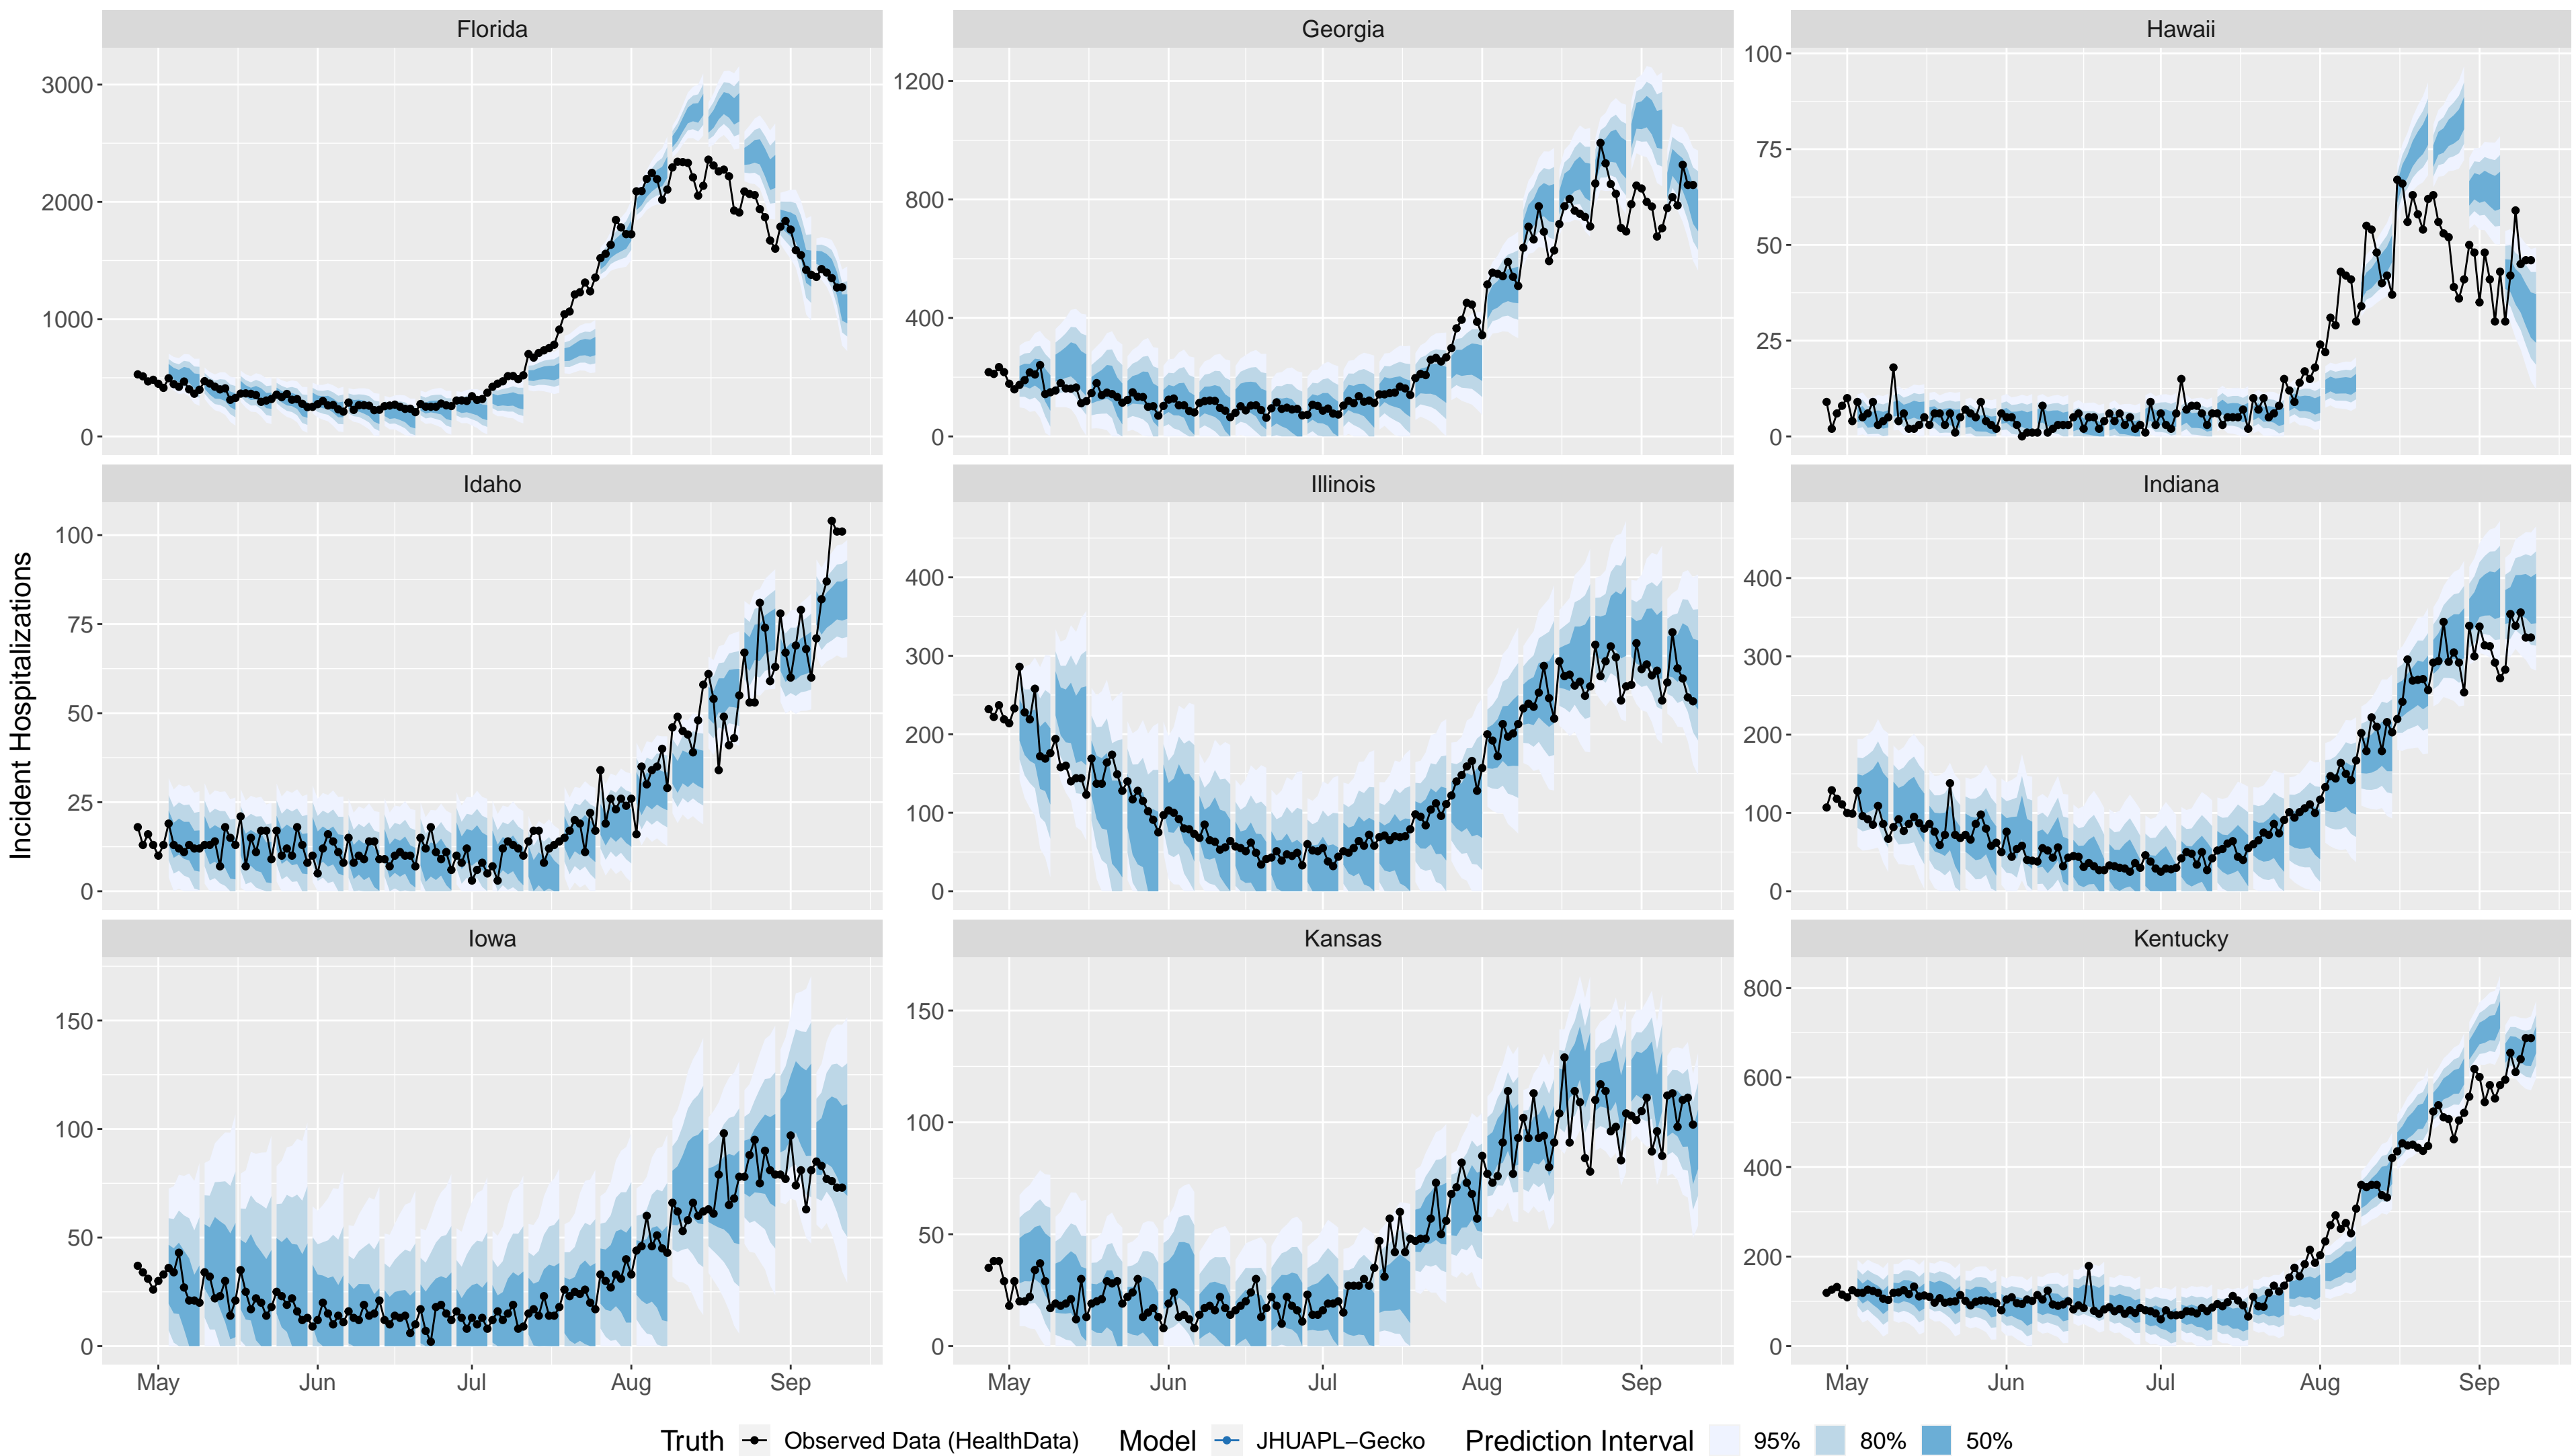 Florida
Georgia
Hawaii
3000
2000
1000
0
1200
800
400
0
100
75
50
25
0
Idaho
Illinois
Indiana
Incident Hospitalizations
100
75
50
25
0
400
300
200
100
0
400
300
200
100
0
Iowa
Kansas
Kentucky
150
100
50
0
150
100
50
0
800
600
400
200
0
May Jun Jul Aug Sep
May Jun Jul Aug Sep
May Jun Jul Aug Sep
Truth Observed Data (HealthData) Model JHUAPL−Gecko Prediction Interval 95% 80% 50%